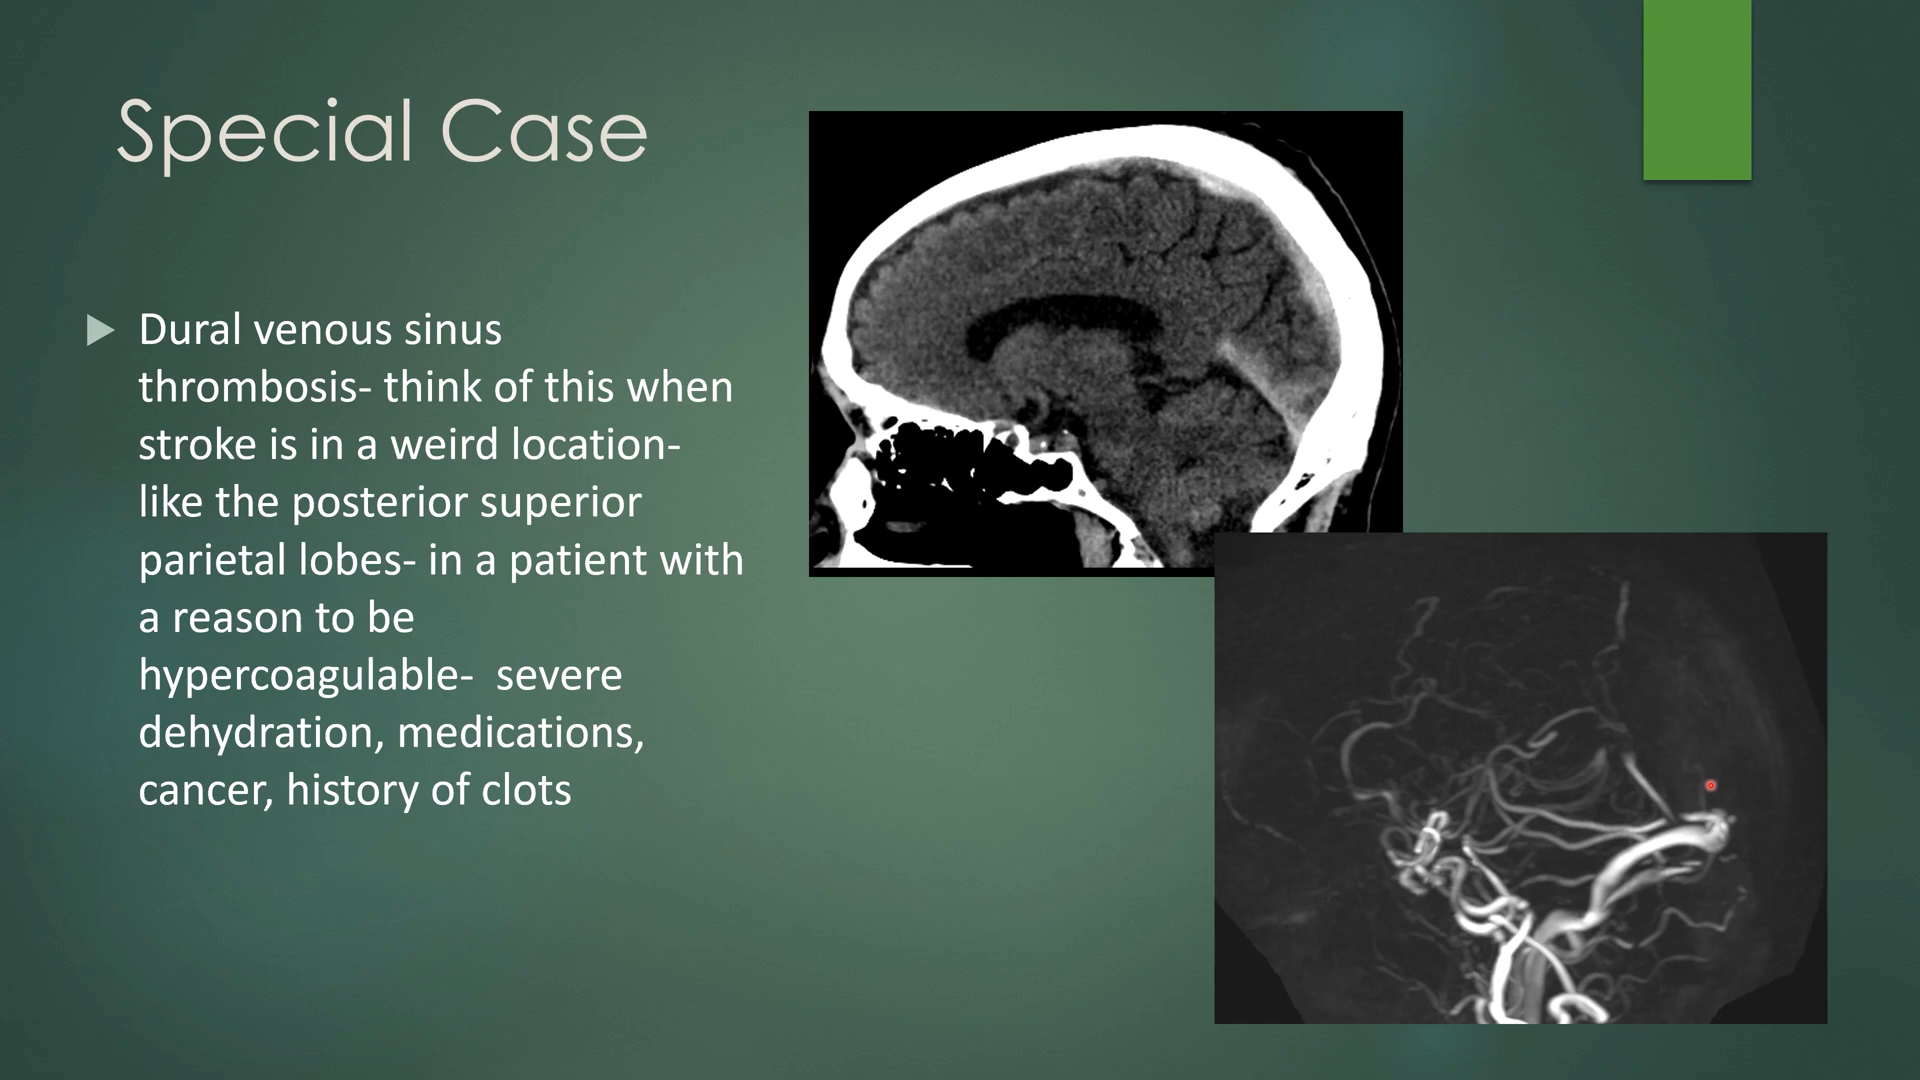 Special Case
Dural venous sinus
thrombosis- think of this when
stroke is in a weird location-
like the posterior superior
parietal lobes- in a patient with
a reason to be
hypercoagulable-  severe
dehydration, medications,
cancer, history of clots